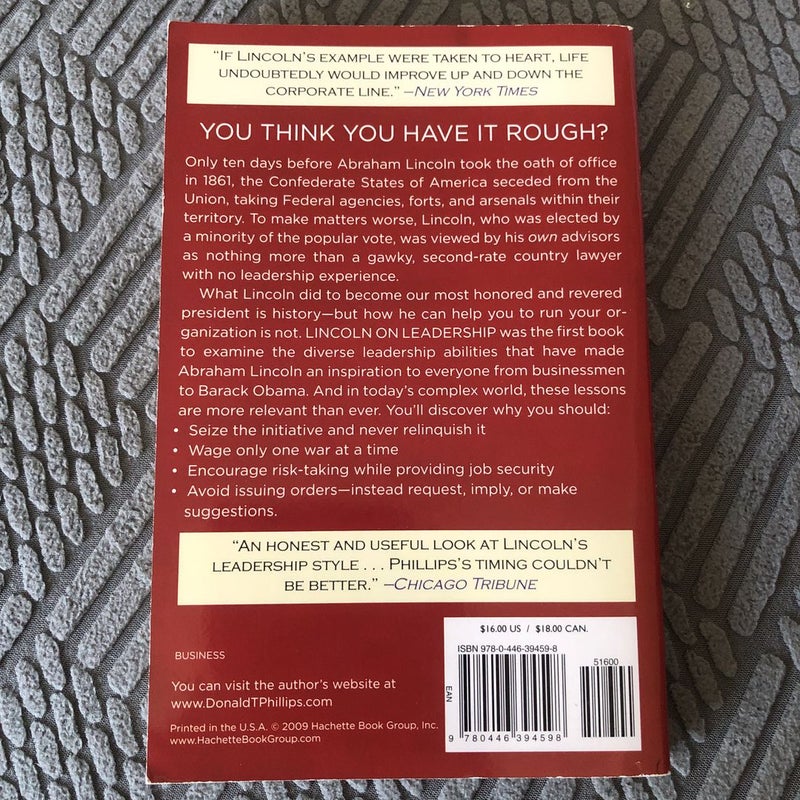 “IF LINCOLN’S EXAMPLE WERE TAKEN TO HEART, LIFE
UNDOUBTEDLY WOULD IMPROVE UP AND DOWN THE
CORPORATE LINE.” –NEW YORK TIMES
YOU THINK YOU HAVE IT ROUGH?
Only ten days before Abraham Lincoln took the oath of office
in 1861, the Confederate States of America seceded from the
Union, taking Federal agencies, forts, and arsenals within their
territory. To make matters worse, Lincoln, who was elected by
a minority of the popular vote, was viewed by his own advisors
as nothing more than a gawky, second-rate country lawyer
with no leadership experience.
What Lincoln did to become our most honored and revered
president is history—but how he can help you to run your or-
ganization is not. LINCOLN ON LEADERSHIP was the first book
to examine the diverse leadership abilities that have made
Abraham Lincoln an inspiration to everyone from businessmen
to Barack Obama. And in today’s complex world, these lessons
are more relevant than ever. You’ll discover why you should:
• Seize the initiative and never relinquish it
• Wage only one war at a time
• Encourage risk-taking while providing job security
• Avoid issuing orders—instead request, imply, or make
suggestions.
“AN HONEST AND USEFUL LOOK AT LINCOLN’S
LEADERSHIP STYLE . . . PHILLIPS’S TIMING COULDN’T
BE BETTER.” –CHICAGO TRIBUNE
BUSINESS
You can visit the author’s website at
www.DonaldTPhillips.com
Printed in the U.S.A. © 2009 Hachette Book Group, Inc.
www.HachetteBookGroup.com
$16.00 US / $18.00 CAN.
ISBN 978-0-446-39459-8
51600
EAN
9 780446 394598